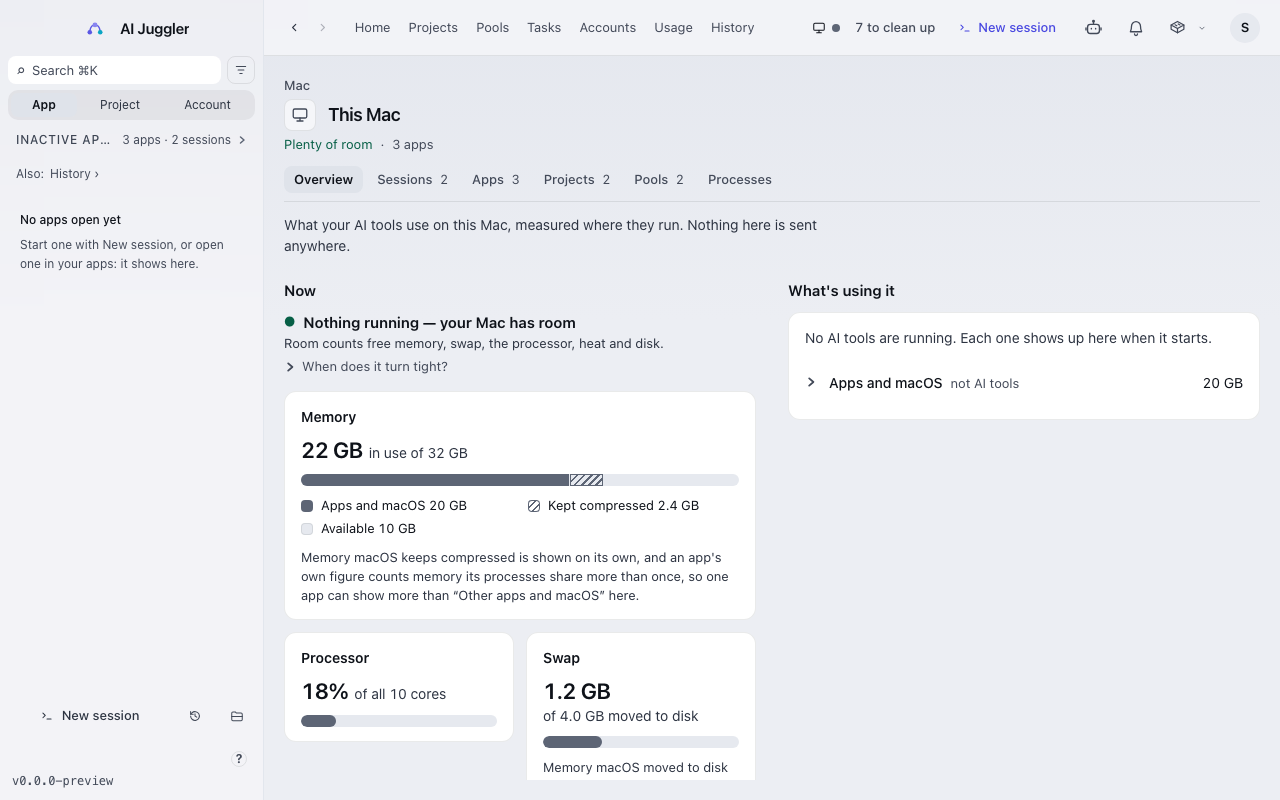 AI Juggler
Search ⌘K
App
Project
Account
INACTIVE AP...
3 apps · 2 sessions
Also: History ›
No apps open yet
Start one with New session, or open
one in your apps: it shows here.
New session
?
v0.0.0-preview
Home
Projects
Pools
Tasks
Accounts
Usage
History
7 to clean up
New session
S
Mac
This Mac
Plenty of room · 3 apps
Overview
Sessions 2
Apps 3
Projects 2
Pools 2
Processes
What your AI tools use on this Mac, measured where they run. Nothing here is sent
anywhere.
Now
Nothing running — your Mac has room
Room counts free memory, swap, the processor, heat and disk.
When does it turn tight?
Memory
22 GB in use of 32 GB
Apps and macOS 20 GB
Kept compressed 2.4 GB
Available 10 GB
Memory macOS keeps compressed is shown on its own, and an app's
own figure counts memory its processes share more than once, so one
app can show more than “Other apps and macOS” here.
Processor
18% of all 10 cores
Swap
1.2 GB
of 4.0 GB moved to disk
Memory macOS moved to disk
What's using it
No AI tools are running. Each one shows up here when it starts.
Apps and macOS not AI tools
20 GB